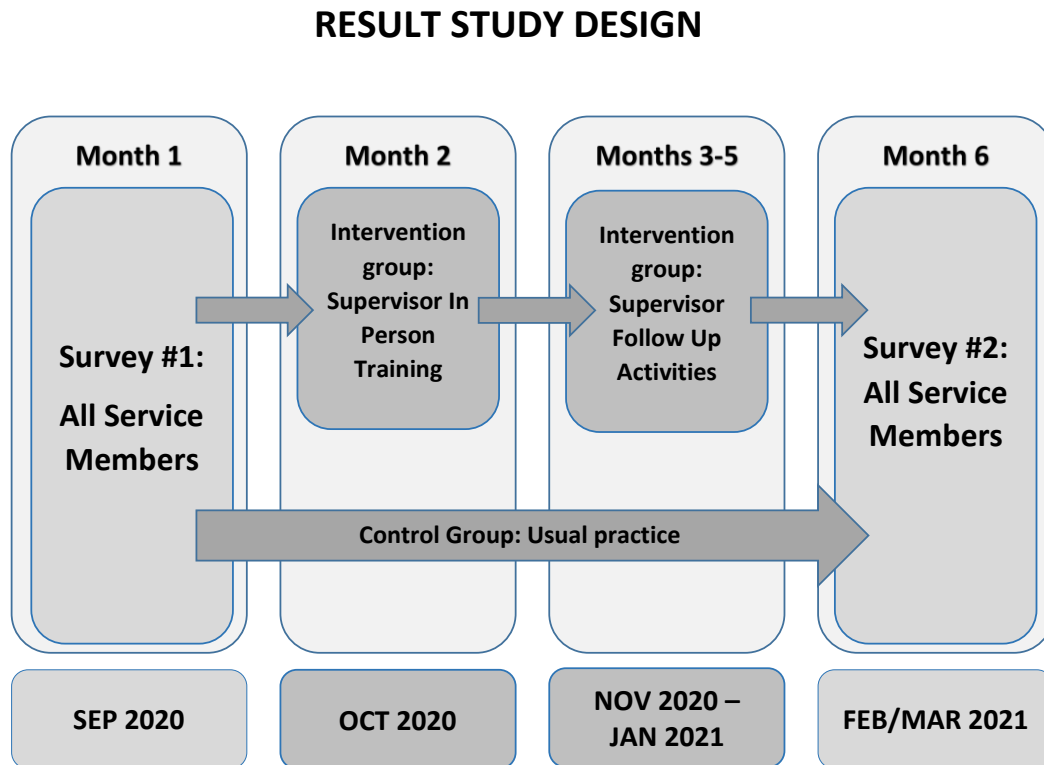 RESULT STUDY DESIGN
Month 1
Survey #1:
All Service
Members
Month 2
Intervention
group:
Supervisor In
Person
Training
Months 3-5
Intervention
group:
Supervisor
Follow Up
Activities
Month 6
Survey #2:
All Service
Members
Control Group: Usual practice
SEP 2020
OCT 2020
NOV 2020 –
JAN 2021
FEB/MAR 2021